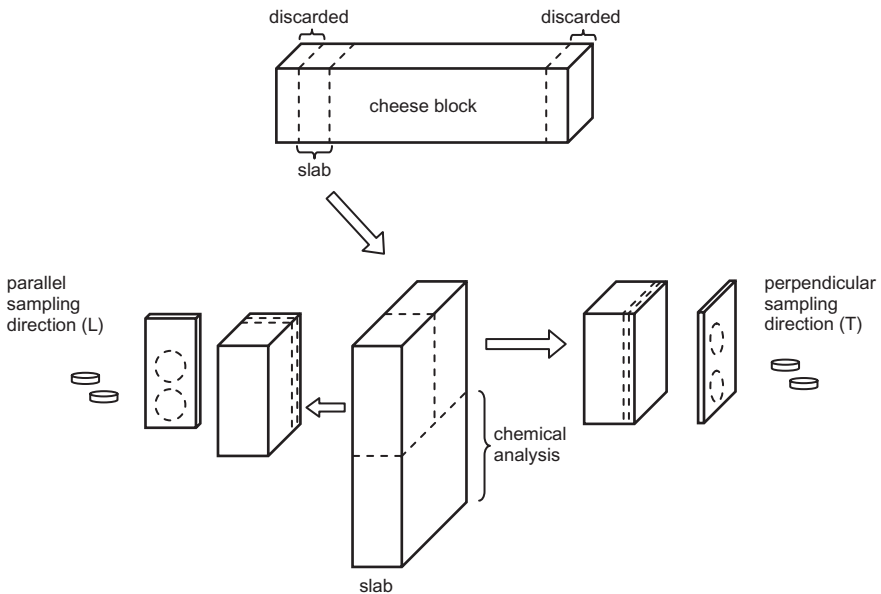 discarded
discarded
cheese block
slab
parallel
sampling
direction (L)
perpendicular
sampling
direction (T)
chemical
analysis
slab